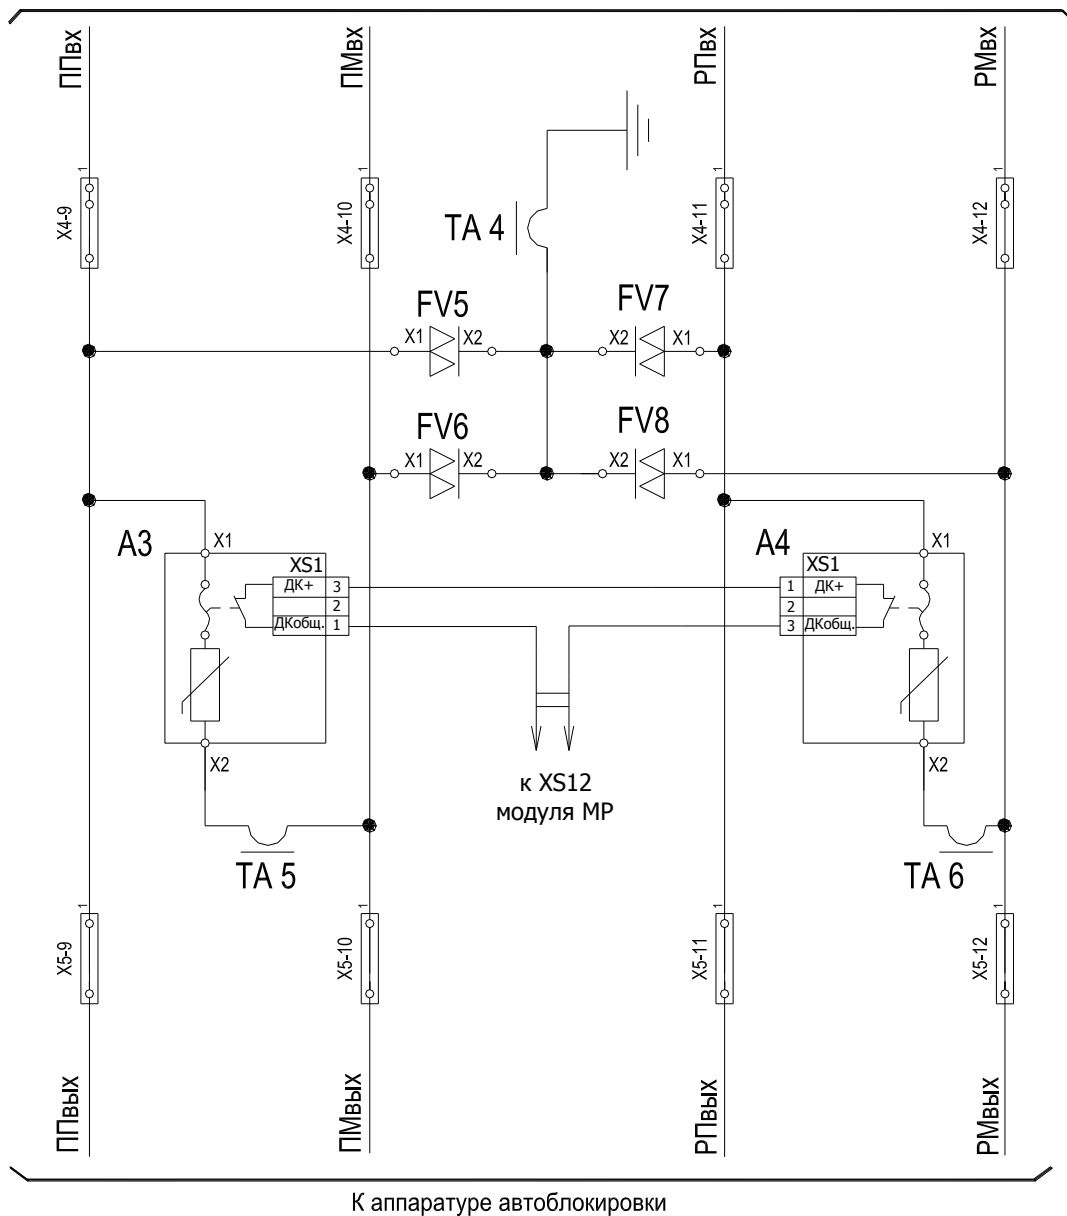 ППвх
ПМвх
РПвх
РМвх
1
1
1
1
X4-9
X4-10
X4-11
X4-12
TA 4
FV5
FV7
X1
X2
X2
X1
FV6
FV8
X1
X2
X2
X1
A3
X1
A4
X1
XS1
XS1
ДК+
3
1
ДК+
2
2
ДКобщ.
1
3
ДКобщ.
X2
X2
к XS12
модуля МР
TA 5
TA 6
1
1
1
1
X5-9
X5-10
X5-11
X5-12
ППвых
ПМвых
РПвых
РМвых
К аппаратуре автоблокировки